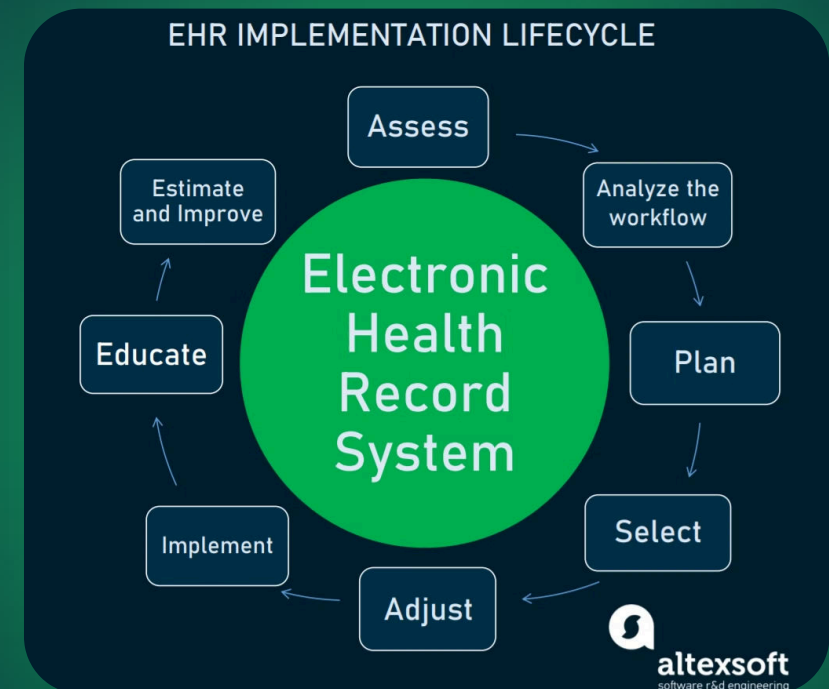 EHR IMPLEMENTATION LIFECYCLE
Assess
Analyze the
workflow
Plan
Select
Adjust
Implement
Educate
Estimate
and Improve
Electronic
Health
Record
System
altexsoft
software r&d engineering